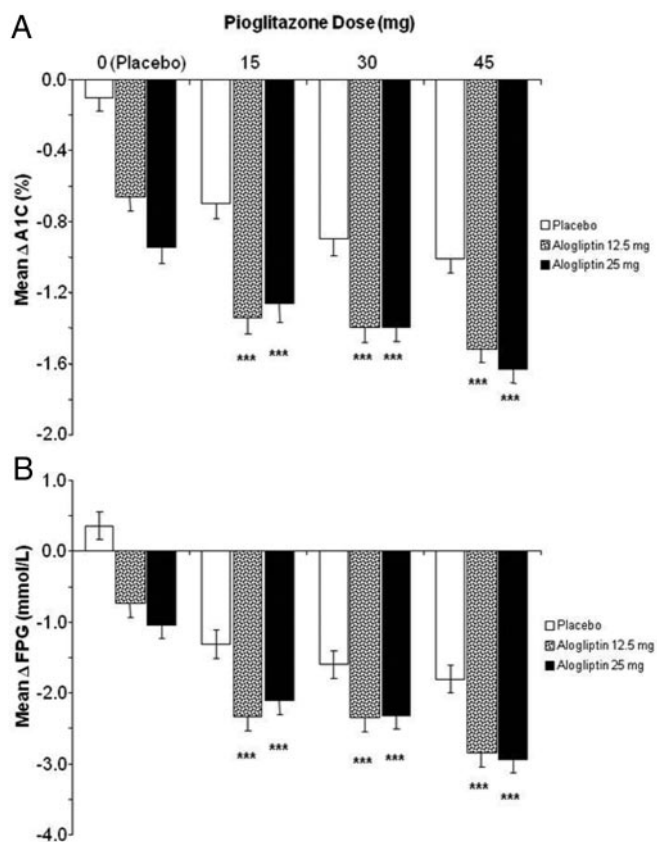 A
Pioglitazone Dose (mg)
0 (Placebo) 15 30 45
0.0
-0.4
-0.8
-1.2
-1.6
-2.0
Mean Δ A1C (%)
Placebo
Alogliptin 12.5 mg
Alogliptin 25 mg
*** *** *** *** *** ***
B
1.0
0.0
-1.0
-2.0
-3.0
-4.0
Mean Δ FPG (mmol/L)
Placebo
Alogliptin 12.5 mg
Alogliptin 25 mg
*** *** *** *** *** ***